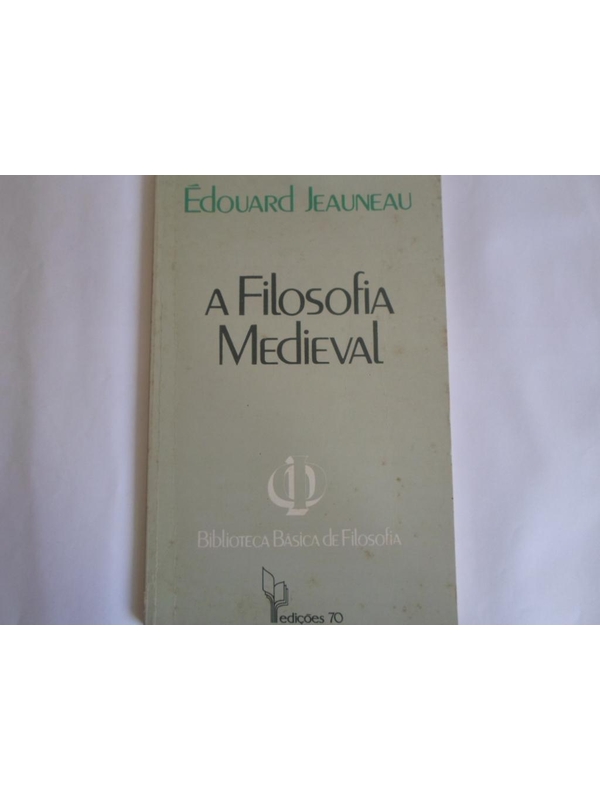 Édouard Jeauneau
A Filosofia
Medieval
Biblioteca Básica de Filosofia
edições 70